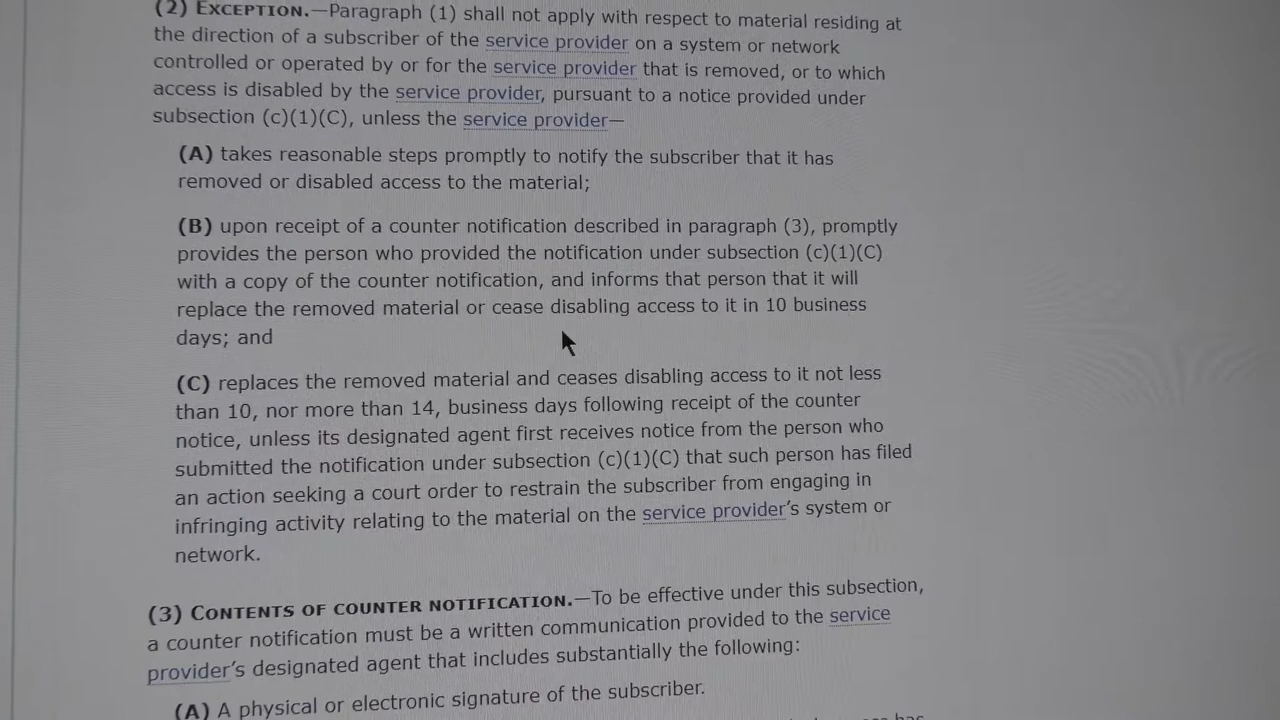 (2) EXCEPTION.—Paragraph (1) shall not apply with respect to material residing at
the direction of a subscriber of the service provider on a system or network
controlled or operated by or for the service provider that is removed, or to which
access is disabled by the service provider, pursuant to a notice provided under
subsection (c)(1)(C), unless the service provider—
(A) takes reasonable steps promptly to notify the subscriber that it has
removed or disabled access to the material;
(B) upon receipt of a counter notification described in paragraph (3), promptly
provides the person who provided the notification under subsection (c)(1)(C)
with a copy of the counter notification, and informs that person that it will
replace the removed material or cease disabling access to it in 10 business
days; and
(C) replaces the removed material and ceases disabling access to it not less
than 10, nor more than 14, business days following receipt of the counter
notice, unless its designated agent first receives notice from the person who
submitted the notification under subsection (c)(1)(C) that such person has filed
an action seeking a court order to restrain the subscriber from engaging in
infringing activity relating to the material on the service provider's system or
network.
(3) CONTENTS OF COUNTER NOTIFICATION.—To be effective under this subsection,
a counter notification must be a written communication provided to the service
provider's designated agent that includes substantially the following:
(A) A physical or electronic signature of the subscriber.